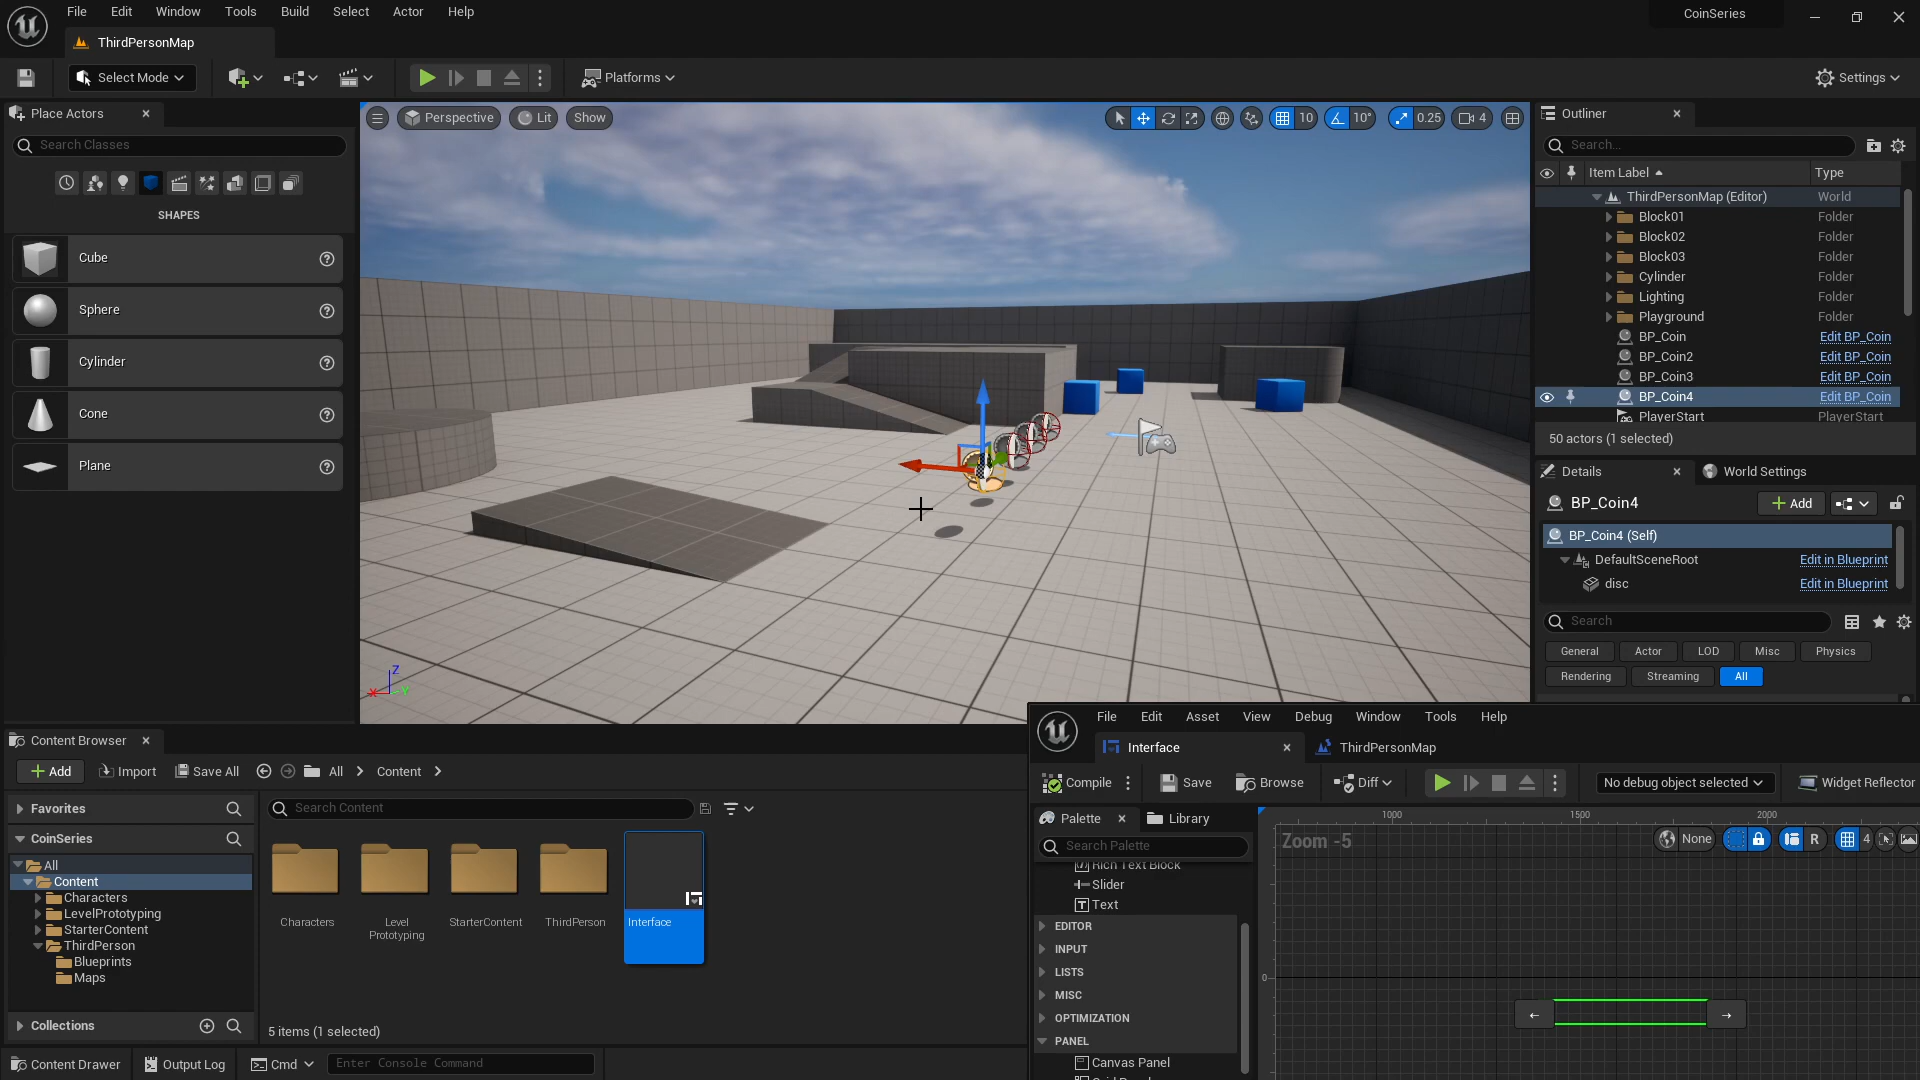 File Edit Window Tools Build Select Actor Help
CoinSeries
ThirdPersonMap
Select Mode
Platforms
Settings
Place Actors
Search Classes
SHAPES
Cube
Sphere
Cylinder
Cone
Plane
Perspective Lit Show
10 10° 0.25 4
Z
X Y
Outliner
Search...
Item Label Type
ThirdPersonMap (Editor) World
Block01 Folder
Block02 Folder
Block03 Folder
Cylinder Folder
Lighting Folder
Playground Folder
BP_Coin Edit BP_Coin
BP_Coin2 Edit BP_Coin
BP_Coin3 Edit BP_Coin
BP_Coin4 Edit BP_Coin
PlayerStart PlayerStart
50 actors (1 selected)
Details World Settings
BP_Coin4 Add
BP_Coin4 (Self)
DefaultSceneRoot Edit in Blueprint
disc Edit in Blueprint
Search
General Actor LOD Misc Physics
Rendering Streaming All
Content Browser
Add Import Save All All Content
Favorites
CoinSeries
All
Content
Characters
LevelPrototyping
StarterContent
ThirdPerson
Blueprints
Maps
Collections
Search Content
Characters
Level
Prototyping
StarterContent
ThirdPerson
Interface
5 items (1 selected)
Content Drawer Output Log Cmd Enter Console Command
File Edit Asset View Debug Window Tools Help
Interface ThirdPersonMap
Compile Save Browse Diff No debug object selected Widget Reflector
Palette Library
Search Palette
Rich Text Block
Slider
Text
EDITOR
INPUT
LISTS
MISC
OPTIMIZATION
PANEL
Canvas Panel
1000 1500 2000
Zoom -5
None R 4
0